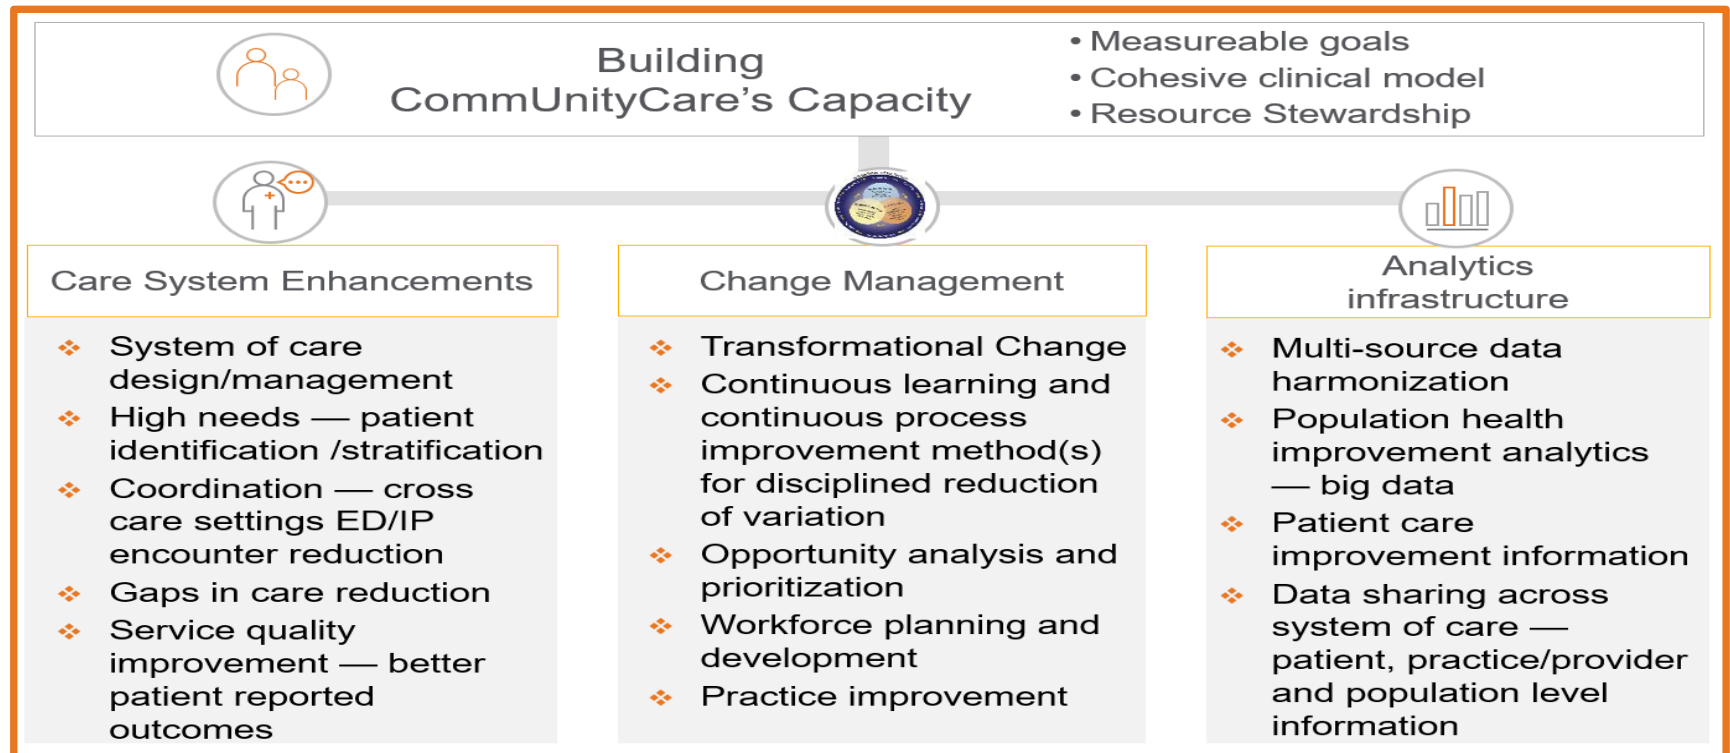 Building
CommUnityCare’s Capacity
• Measureable goals
• Cohesive clinical model
• Resource Stewardship
Care System Enhancements
❖ System of care
design/management
❖ High needs — patient
identification /stratification
❖ Coordination — cross
care settings ED/IP
encounter reduction
❖ Gaps in care reduction
❖ Service quality
improvement — better
patient reported
outcomes
Change Management
❖ Transformational Change
❖ Continuous learning and
continuous process
improvement method(s)
for disciplined reduction
of variation
❖ Opportunity analysis and
prioritization
❖ Workforce planning and
development
❖ Practice improvement
Analytics
infrastructure
❖ Multi-source data
harmonization
❖ Population health
improvement analytics
— big data
❖ Patient care
improvement information
❖ Data sharing across
system of care —
patient, practice/provider
and population level
information